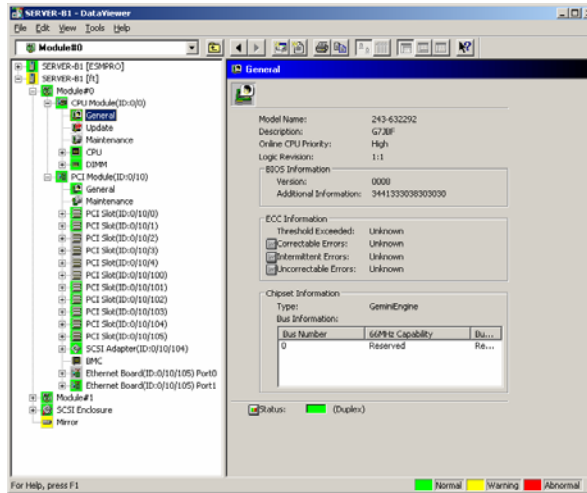 SERVER-B1 - DataViewer
File Edit View Tools Help
Module#0
SERVER-B1 [ESMPRO]
SERVER-B1 [ft]
Module#0
CPU Module(ID:0/0)
General
Update
Maintenance
CPU
DIMM
PCI Module(ID:0/10)
General
Maintenance
PCI Slot(ID:0/10/0)
PCI Slot(ID:0/10/1)
PCI Slot(ID:0/10/2)
PCI Slot(ID:0/10/3)
PCI Slot(ID:0/10/4)
PCI Slot(ID:0/10/100)
PCI Slot(ID:0/10/101)
PCI Slot(ID:0/10/102)
PCI Slot(ID:0/10/103)
PCI Slot(ID:0/10/104)
PCI Slot(ID:0/10/105)
SCSI Adapter(ID:0/10/104)
BMC
Ethernet Board(ID:0/10/105) Port0
Ethernet Board(ID:0/10/105) Port1
Module#1
SCSI Enclosure
Mirror
General
Model Name: 243-632292
Description: G7JBF
Online CPU Priority: High
Logic Revision: 1:1
BIOS Information
Version: 0008
Additional Information: 3441333038303030
ECC Information
Threshold Exceeded: Unknown
Correctable Errors: Unknown
Intermittent Errors: Unknown
Uncorrectable Errors: Unknown
Chipset Information
Type: GeminiEngine
Bus Information:
Bus Number 66MHz Capability Bu...
0 Reserved Re...
Status: (Duplex)
For Help, press F1
Normal Warning Abnormal